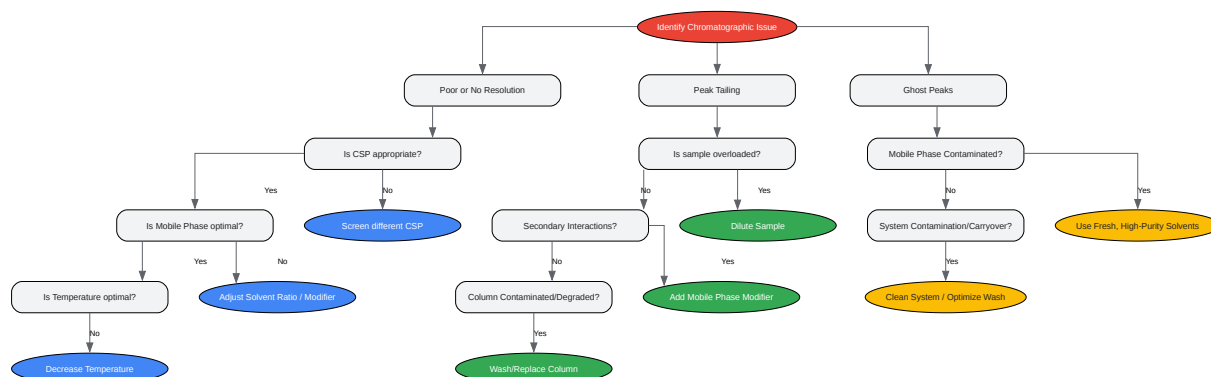 Identify Chromatographic Issue
Poor or No Resolution
Peak Tailing
Ghost Peaks
Is CSP appropriate?
Is sample overloaded?
Mobile Phase Contaminated?
Yes
No
No
Yes
No
Yes
Is Mobile Phase optimal?
Screen different CSP
Secondary Interactions?
Dilute Sample
System Contamination/Carryover?
Use Fresh, High-Purity Solvents
Yes
No
No
Yes
Yes
Is Temperature optimal?
Adjust Solvent Ratio / Modifier
Column Contaminated/Degraded?
Add Mobile Phase Modifier
Clean System / Optimize Wash
No
Yes
Decrease Temperature
Wash/Replace Column